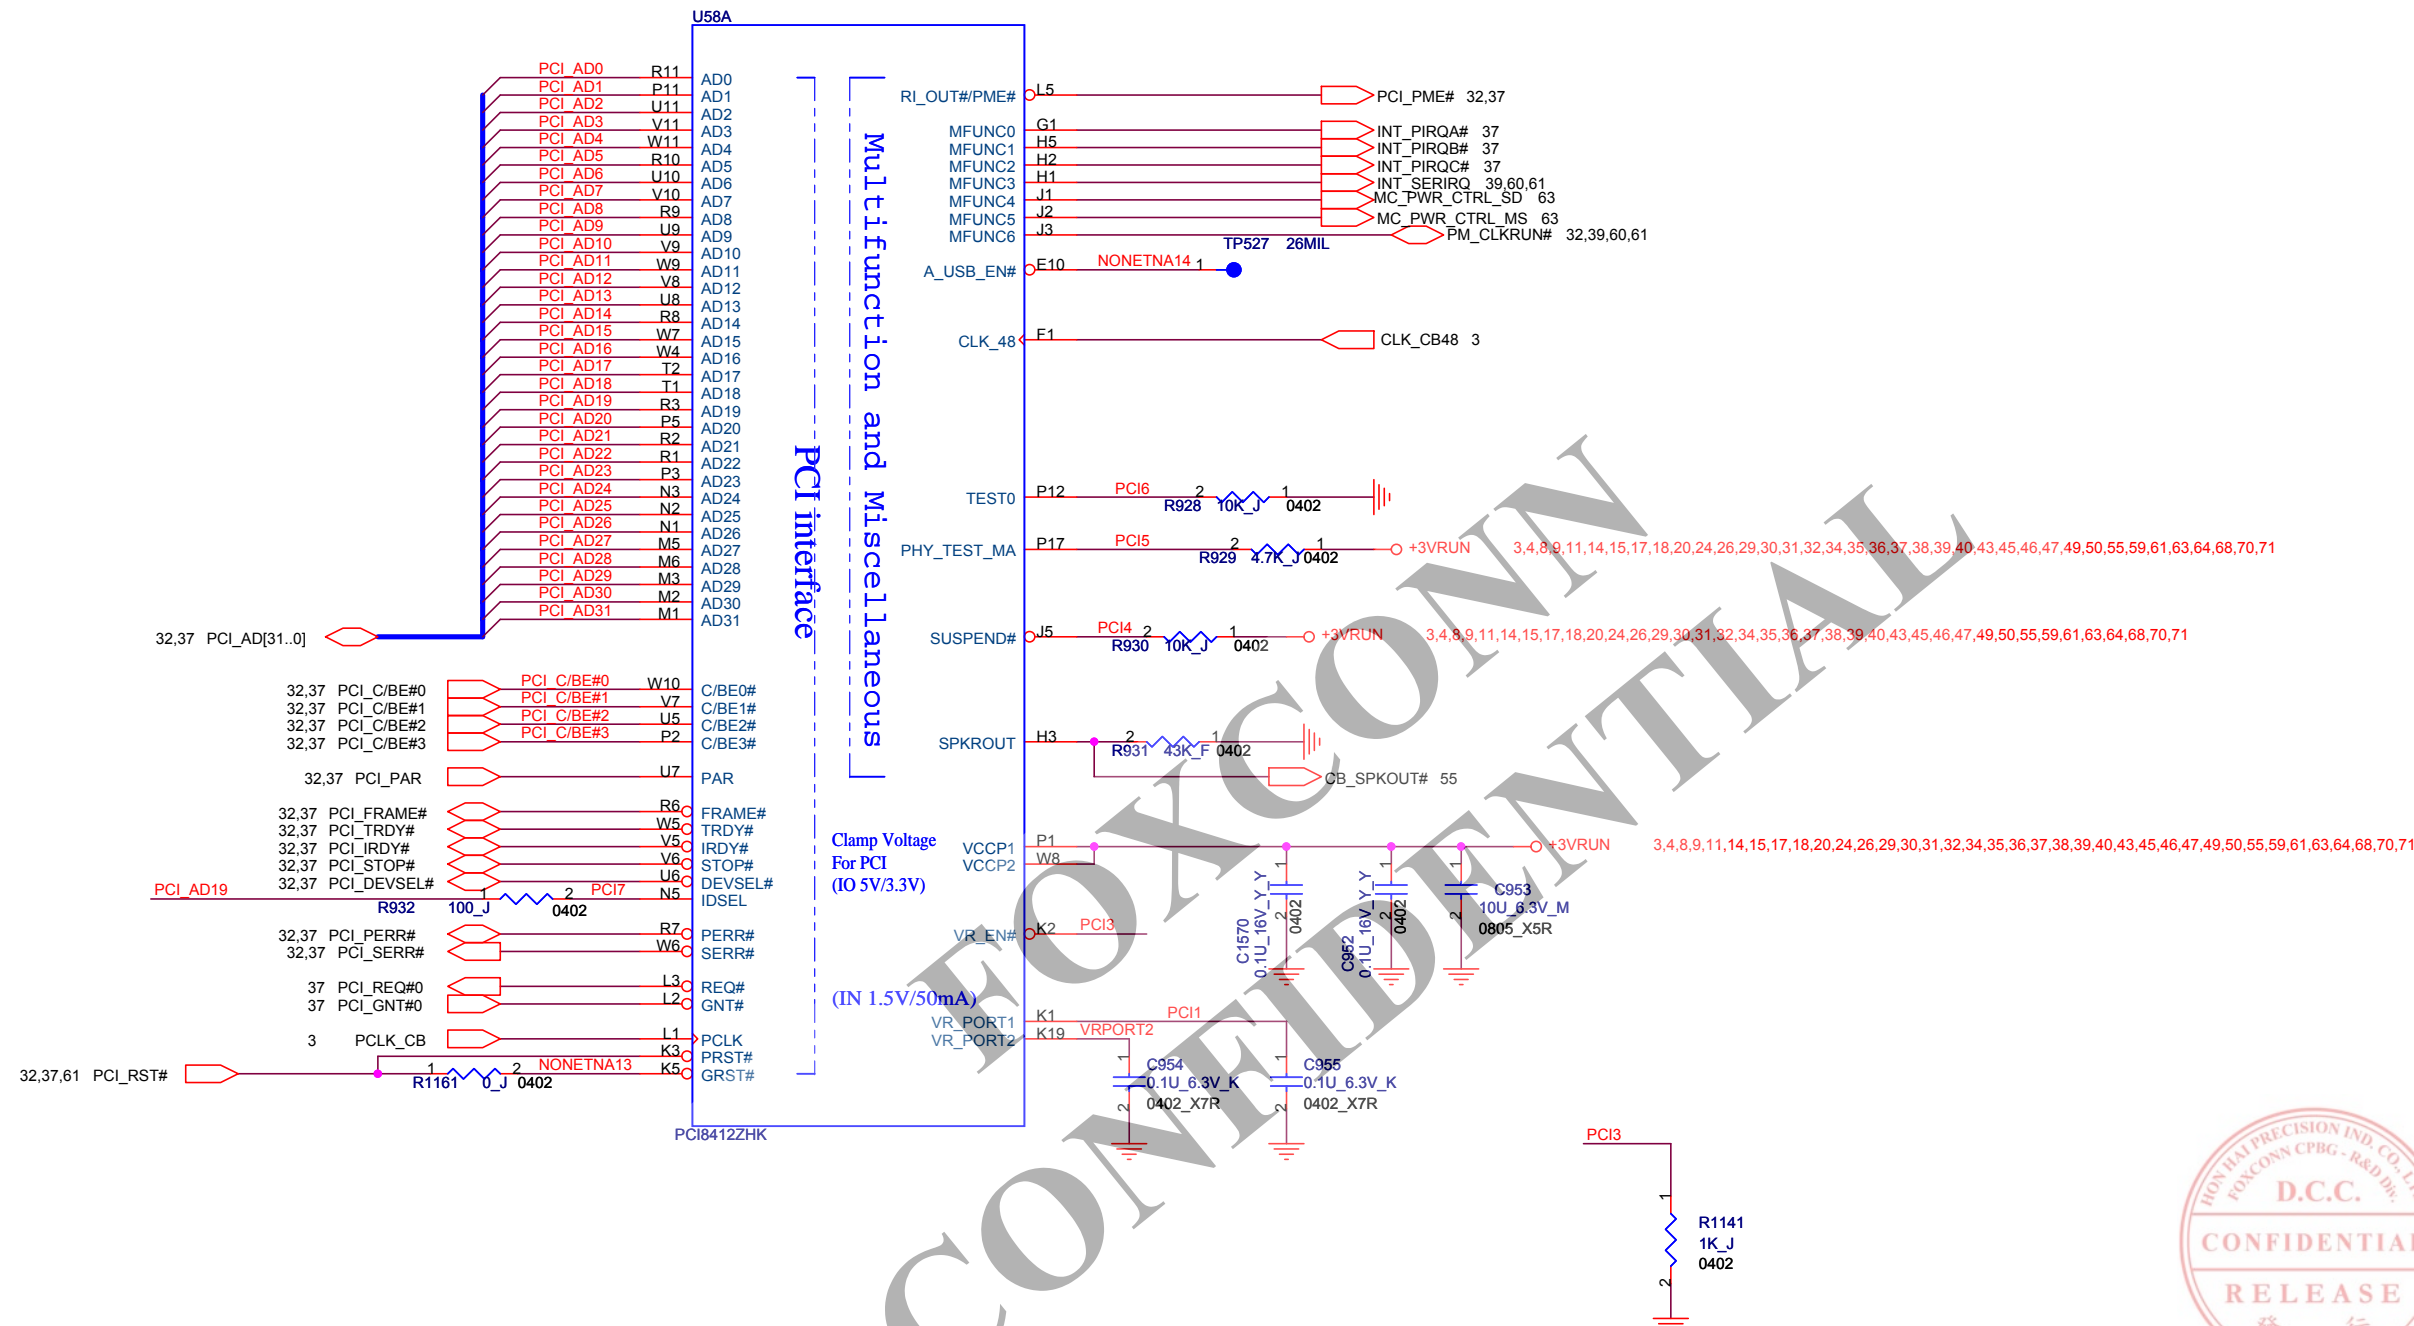 U58A
PCI_AD0 R11 AD0
PCI_AD1 P11 AD1
PCI_AD2 U11 AD2
PCI_AD3 V11 AD3
PCI_AD4 W11 AD4
PCI_AD5 R10 AD5
PCI_AD6 U10 AD6
PCI_AD7 V10 AD7
PCI_AD8 R9 AD8
PCI_AD9 U9 AD9
PCI_AD10 V9 AD10
PCI_AD11 W9 AD11
PCI_AD12 V8 AD12
PCI_AD13 U8 AD13
PCI_AD14 R8 AD14
PCI_AD15 W7 AD15
PCI_AD16 W4 AD16
PCI_AD17 T2 AD17
PCI_AD18 T1 AD18
PCI_AD19 R3 AD19
PCI_AD20 P5 AD20
PCI_AD21 R2 AD21
PCI_AD22 R1 AD22
PCI_AD23 P3 AD23
PCI_AD24 N3 AD24
PCI_AD25 N2 AD25
PCI_AD26 N1 AD26
PCI_AD27 M5 AD27
PCI_AD28 M6 AD28
PCI_AD29 M3 AD29
PCI_AD30 M2 AD30
PCI_AD31 M1 AD31
32,37 PCI_AD[31..0]
32,37 PCI_C/BE#0 PCI_C/BE#0 W10 C/BE0#
32,37 PCI_C/BE#1 PCI_C/BE#1 V7 C/BE1#
32,37 PCI_C/BE#2 PCI_C/BE#2 U5 C/BE2#
32,37 PCI_C/BE#3 PCI_C/BE#3 P2 C/BE3#
32,37 PCI_PAR U7 PAR
32,37 PCI_FRAME# R6 FRAME#
32,37 PCI_TRDY# W5 TRDY#
32,37 PCI_IRDY# V5 IRDY#
32,37 PCI_STOP# V6 STOP#
32,37 PCI_DEVSEL# U6 DEVSEL#
PCI_AD19 1 2 PCI7 N5 IDSEL
R932 100_J 0402
32,37 PCI_PERR# R7 PERR#
32,37 PCI_SERR# W6 SERR#
37 PCI_REQ#0 L3 REQ#
37 PCI_GNT#0 L2 GNT#
3 PCLK_CB L1 PCLK
K3 PRST#
32,37,61 PCI_RST# 1 2 NONETNA13 K5 GRST#
R1161 0_J 0402
PCI8412ZHK
PCI interface
Multifunction and Miscellaneous
Clamp Voltage
For PCI
(IO 5V/3.3V)
(IN 1.5V/50mA)
RI_OUT#/PME# L5 PCI_PME# 32,37
MFUNC0 G1 INT_PIRQA# 37
MFUNC1 H5 INT_PIRQB# 37
MFUNC2 H2 INT_PIRQC# 37
MFUNC3 H1 INT_SERIRQ 39,60,61
MFUNC4 J1 MC_PWR_CTRL_SD 63
MFUNC5 J2 MC_PWR_CTRL_MS 63
MFUNC6 J3 PM_CLKRUN# 32,39,60,61
TP527 26MIL
A_USB_EN# E10 NONETNA14 1
CLK_48 F1 CLK_CB48 3
TEST0 P12 PCI6 2 1
R928 10K_J 0402
PHY_TEST_MA P17 PCI5 2 1 +3VRUN 3,4,8,9,11,14,15,17,18,20,24,26,29,30,31,32,34,35,36,37,38,39,40,43,45,46,47,49,50,55,59,61,63,64,68,70,71
R929 4.7K_J 0402
SUSPEND# J5 PCI4 2 1 +3VRUN 3,4,8,9,11,14,15,17,18,20,24,26,29,30,31,32,34,35,36,37,38,39,40,43,45,46,47,49,50,55,59,61,63,64,68,70,71
R930 10K_J 0402
SPKROUT H3 2 1
R931 43K_F 0402
CB_SPKOUT# 55
VCCP1 P1 +3VRUN 3,4,8,9,11,14,15,17,18,20,24,26,29,30,31,32,34,35,36,37,38,39,40,43,45,46,47,49,50,55,59,61,63,64,68,70,71
VCCP2 W8
1 2 C1570 0.1U_16V_Y_Y 0402
1 2 C952 0.1U_16V_Y_Y 0402
1 2 C953
10U_6.3V_M
0805_X5R
VR_EN# K2 PCI3
VR_PORT1 K1 PCI1
VR_PORT2 K19 VRPORT2
1 2 C954
0.1U_6.3V_K
0402_X7R
1 2 C955
0.1U_6.3V_K
0402_X7R
PCI3
1 2 R1141
1K_J
0402
FOXCONN
CONFIDENTIAL
HON HAI PRECISION IND. CO.,
FOXCONN CPBG - R&D Div.
D.C.C.
CONFIDENTIAL
RELEASE